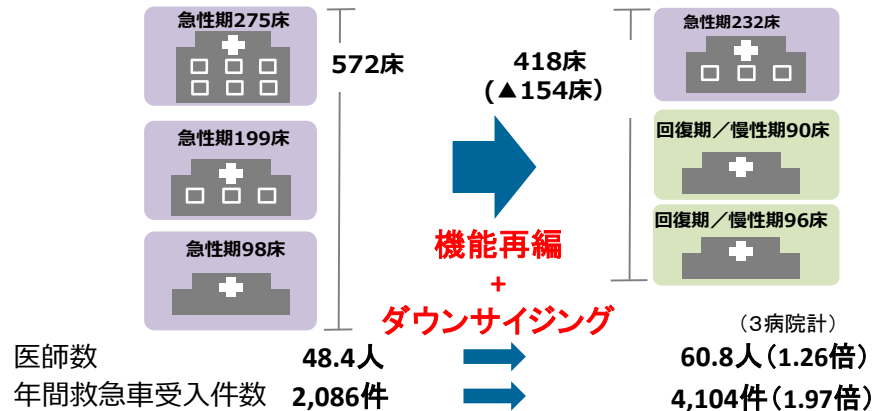 急性期275床
572床
急性期199床
急性期98床
418床
(▲154床)
機能再編
+
ダウンサイジング
急性期232床
回復期／慢性期90床
回復期／慢性期96床
（3病院計）
医師数 48.4人 60.8人（1.26倍）
年間救急車受入件数 2,086件 4,104件（1.97倍）